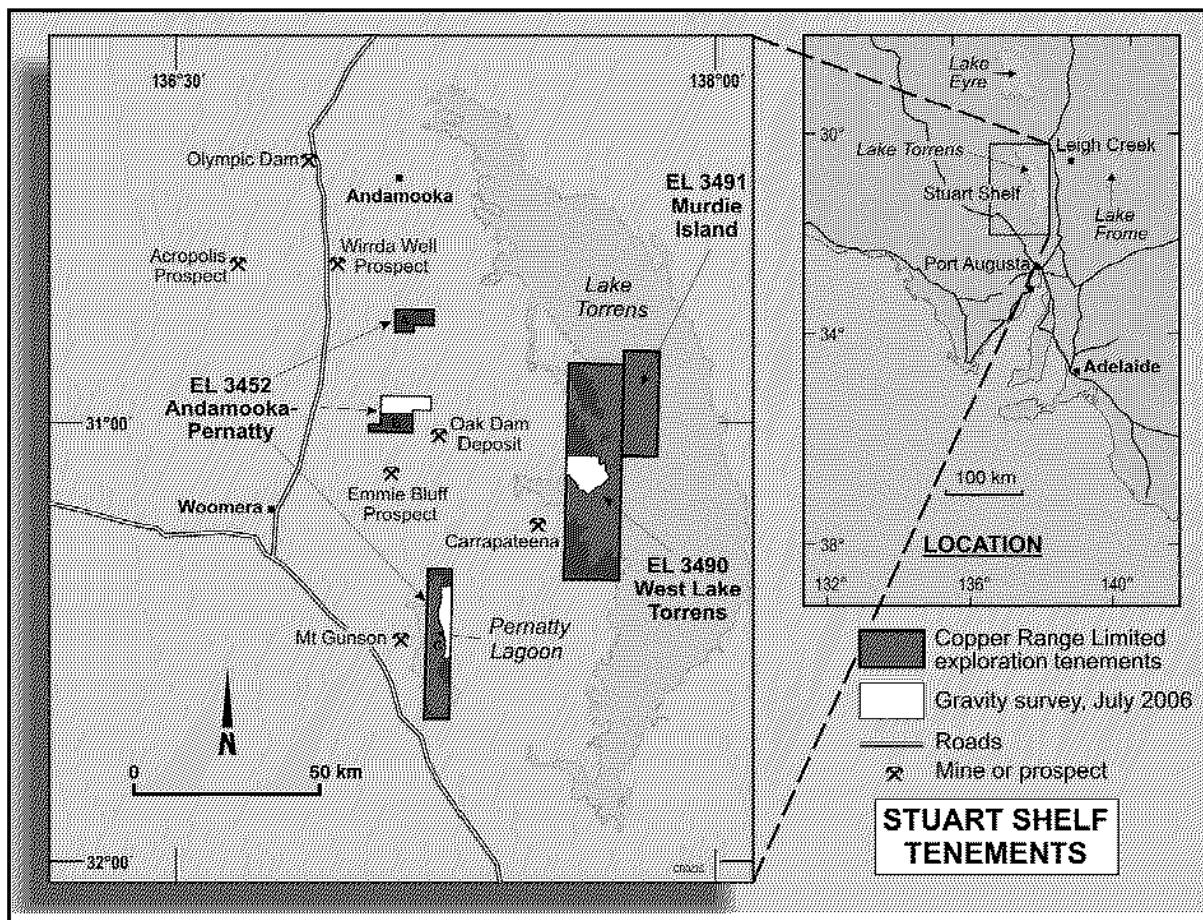 136°30'
138°00'
Olympic Dam
Andamooka
EL 3491
Murdie
Island
Acropolis
Prospect
Wirrda Well
Prospect
Lake
Torrens
EL 3452
Andamooka-
Pernatty
31°00'
Oak Dam
Deposit
Emmie Bluff
Prospect
Woomera
Carrapateena
EL 3490
West Lake
Torrens
Mt Gunson
Pernatty
Lagoon
N
0
50 km
32°00'
Lake
Eyre
30°
Lake Torrens
Leigh Creek
Stuart Shelf
Lake
Frome
Port Augusta
34°
Adelaide
100 km
38°
LOCATION
132°
136°
140°
Copper Range Limited
exploration tenements
Gravity survey, July 2006
Roads
Mine or prospect
STUART SHELF
TENEMENTS